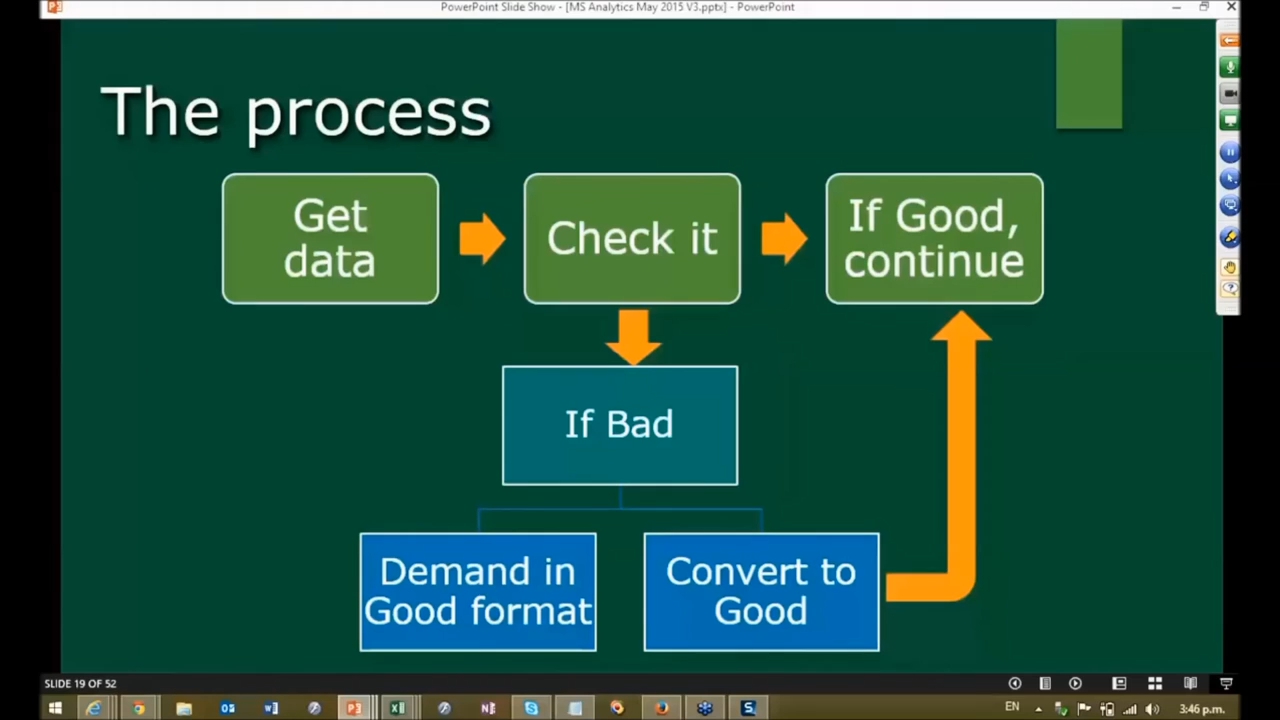 PowerPoint Slide Show - [MS Analytics May 2015 V3.pptx] - PowerPoint
The process
Get
data
Check it
If Good,
continue
If Bad
Demand in
Good format
Convert to
Good
SLIDE 19 OF 52
EN
3:46 p.m.